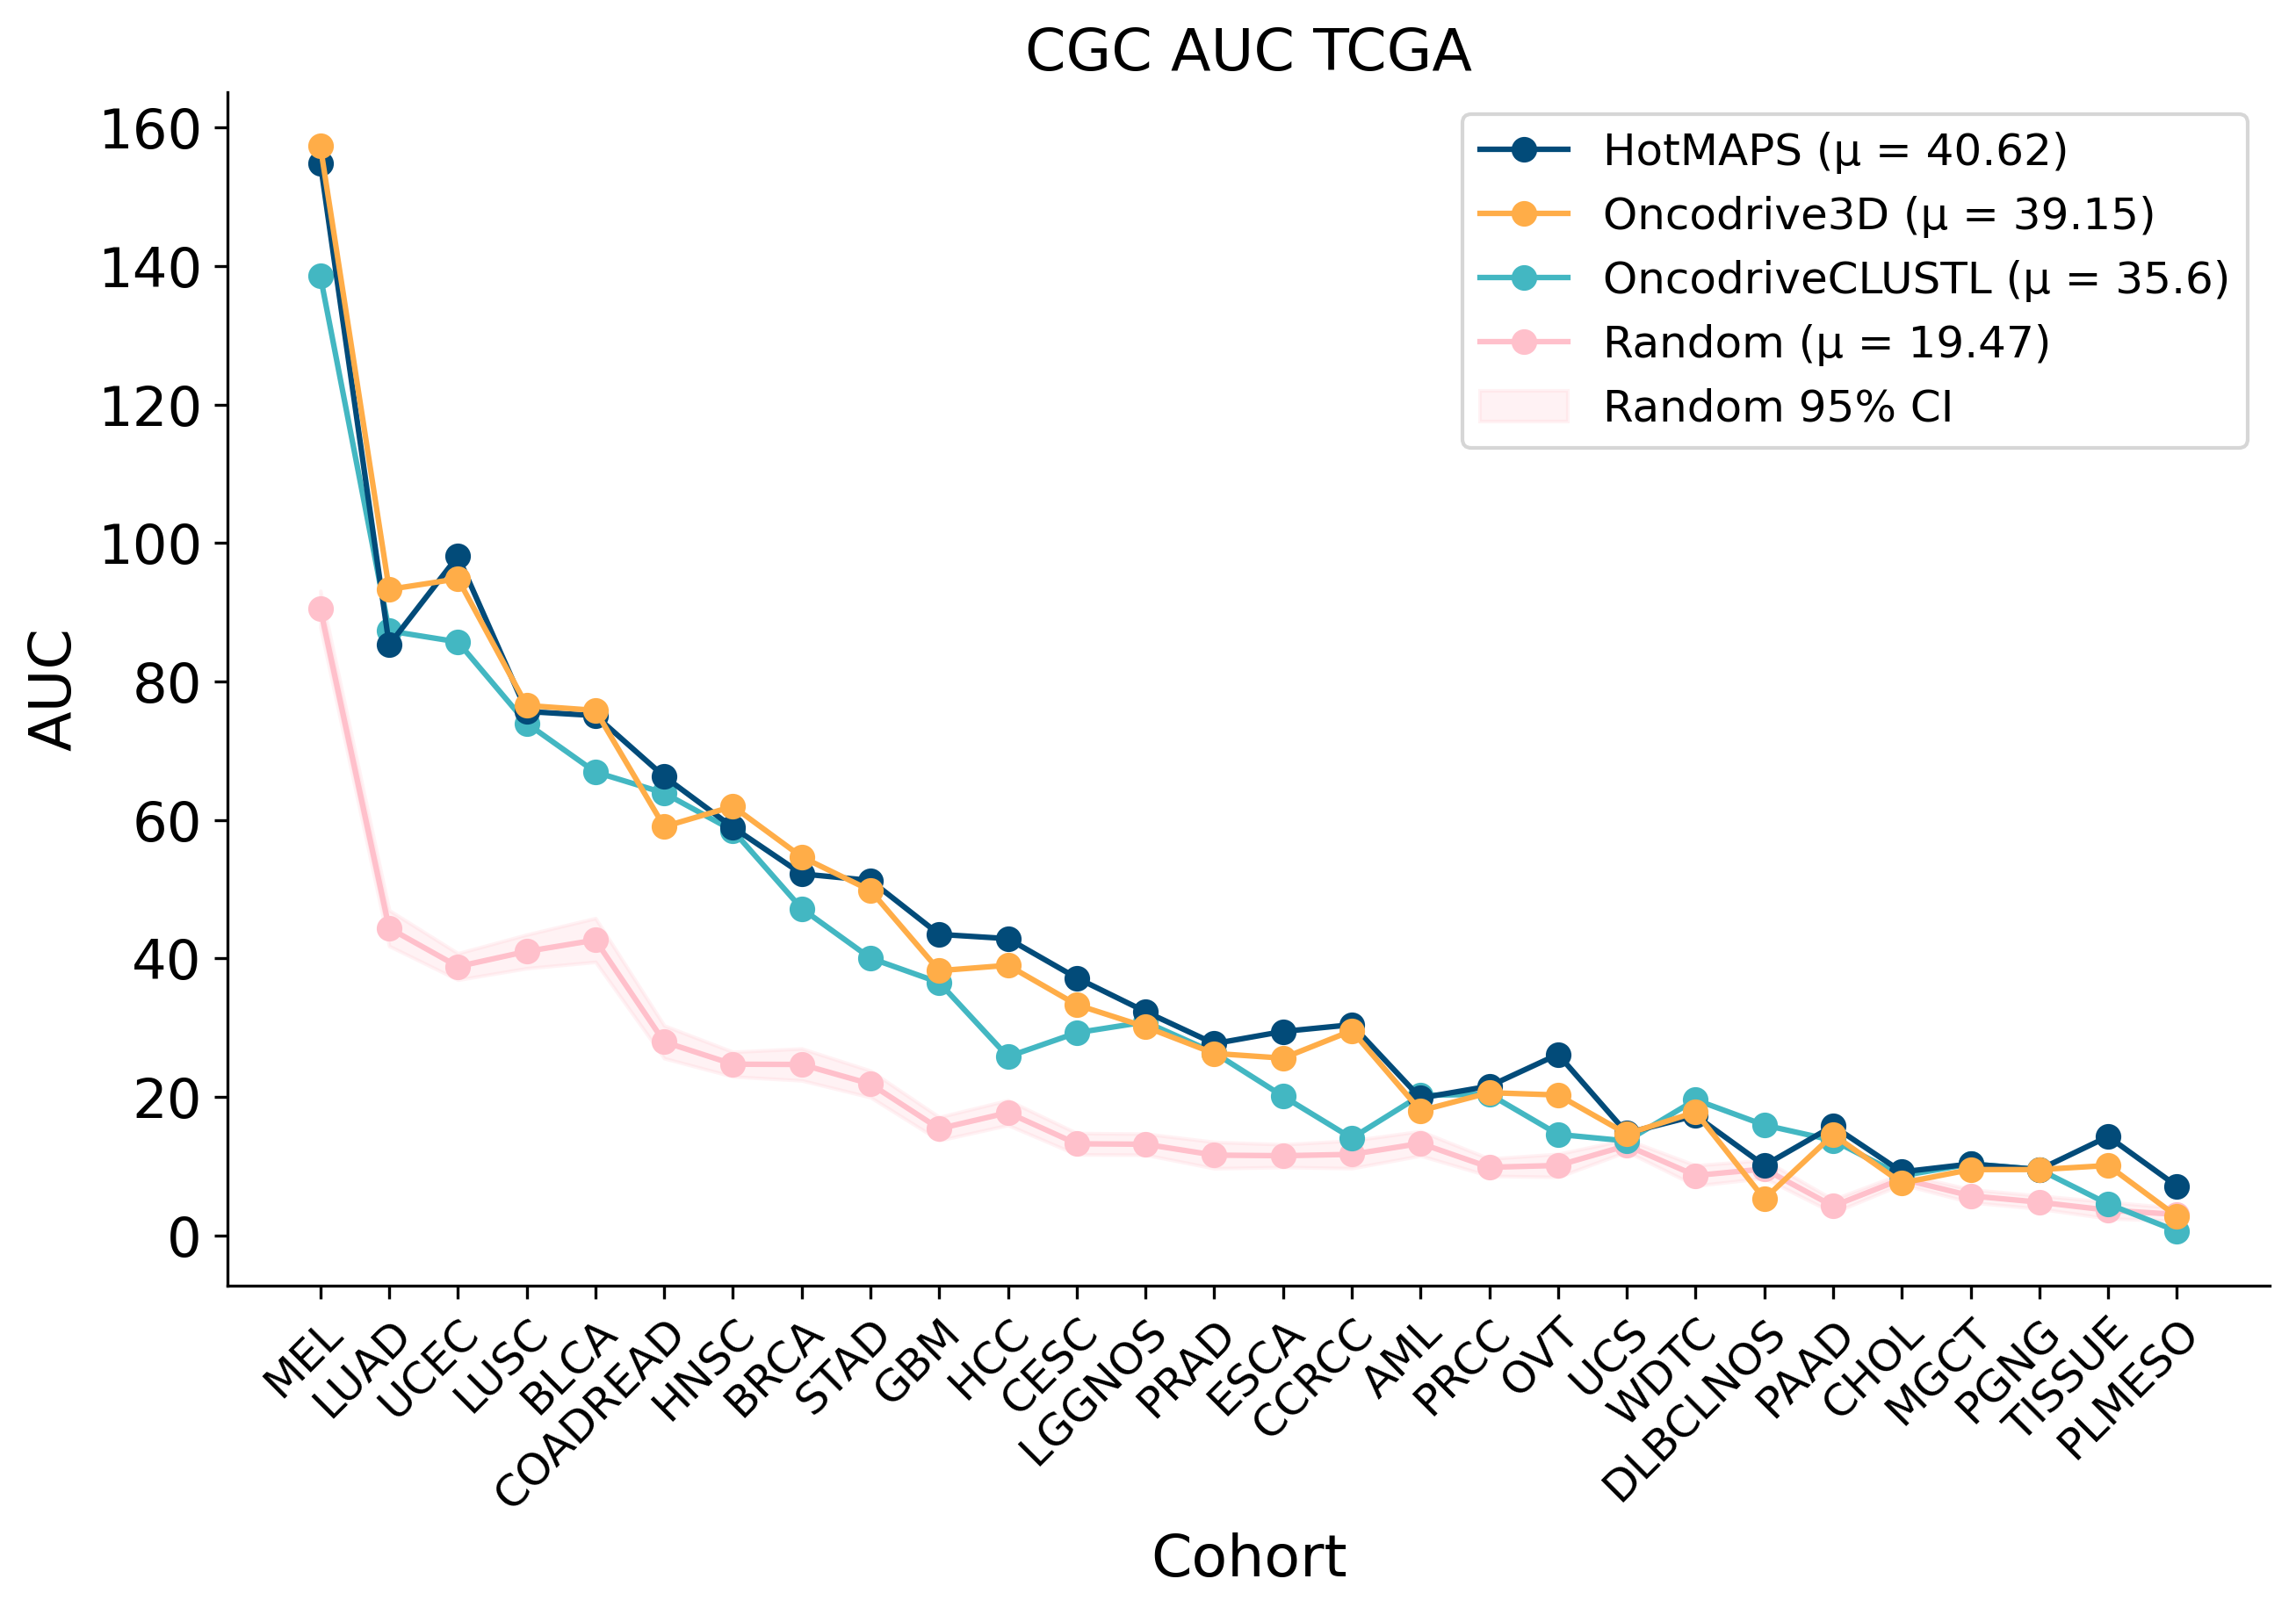 CGC AUC TCGA
160
140
120
100
80
60
40
20
0
AUC
HotMAPS (μ = 40.62)
Oncodrive3D (μ = 39.15)
OncodriveCLUSTL (μ = 35.6)
Random (μ = 19.47)
Random 95% CI
MEL
LUAD
UCEC
LUSC
BLCA
COADREAD
HNSC
BRCA
STAD
GBM
HCC
CESC
LGGNOS
PRAD
ESCA
CCRCC
AML
PRCC
OVT
UCS
WDTC
DLBCLNOS
PAAD
CHOL
MGCT
PGNG
TISSUE
PLMESO
Cohort